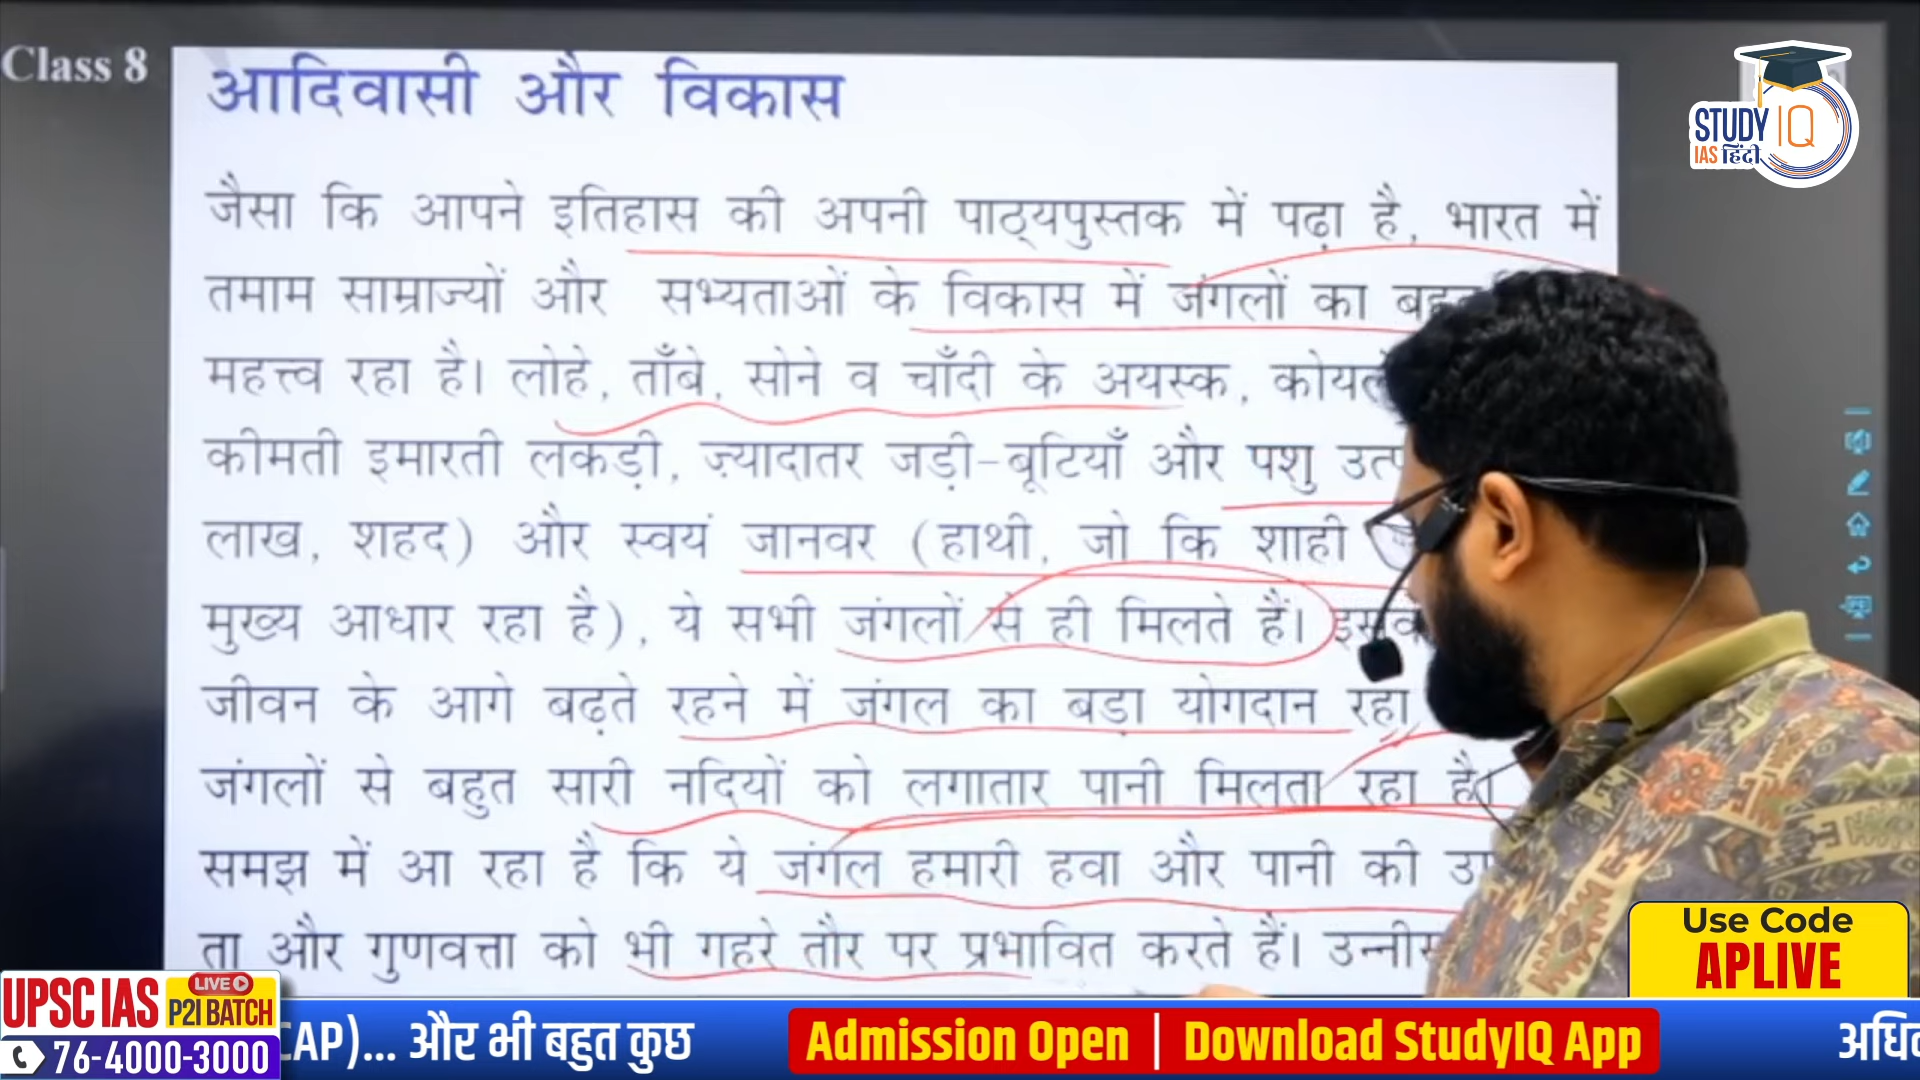 Class 8
आदिवासी और विकास
STUDY IQ
IAS हिंदी
जैसा कि आपने इतिहास की अपनी पाठ्यपुस्तक में पढ़ा है, भारत में
तमाम साम्राज्यों और सभ्यताओं के विकास में जंगलों का
महत्त्व रहा है। लोहे, ताँबे, सोने व चाँदी के अयस्क,
कीमती इमारती लकड़ी, ज़्यादातर जड़ी-बूटियाँ और पशु
लाख, शहद) और स्वयं जानवर (हाथी, जो कि शाही
मुख्य आधार रहा है), ये सभी जंगलों से ही मिलते हैं।
जीवन के आगे बढ़ते रहने में जंगल का बड़ा योगदान रहा
जंगलों से बहुत सारी नदियों को लगातार पानी मिलता रहा है।
समझ में आ रहा है कि ये जंगल हमारी हवा और पानी की
ता और गुणवत्ता को भी गहरे तौर पर प्रभावित करते हैं।
Use Code
APLIVE
UPSC IAS LIVE P2I BATCH
76-4000-3000
CAP)... और भी बहुत कुछ
Admission Open | Download StudyIQ App